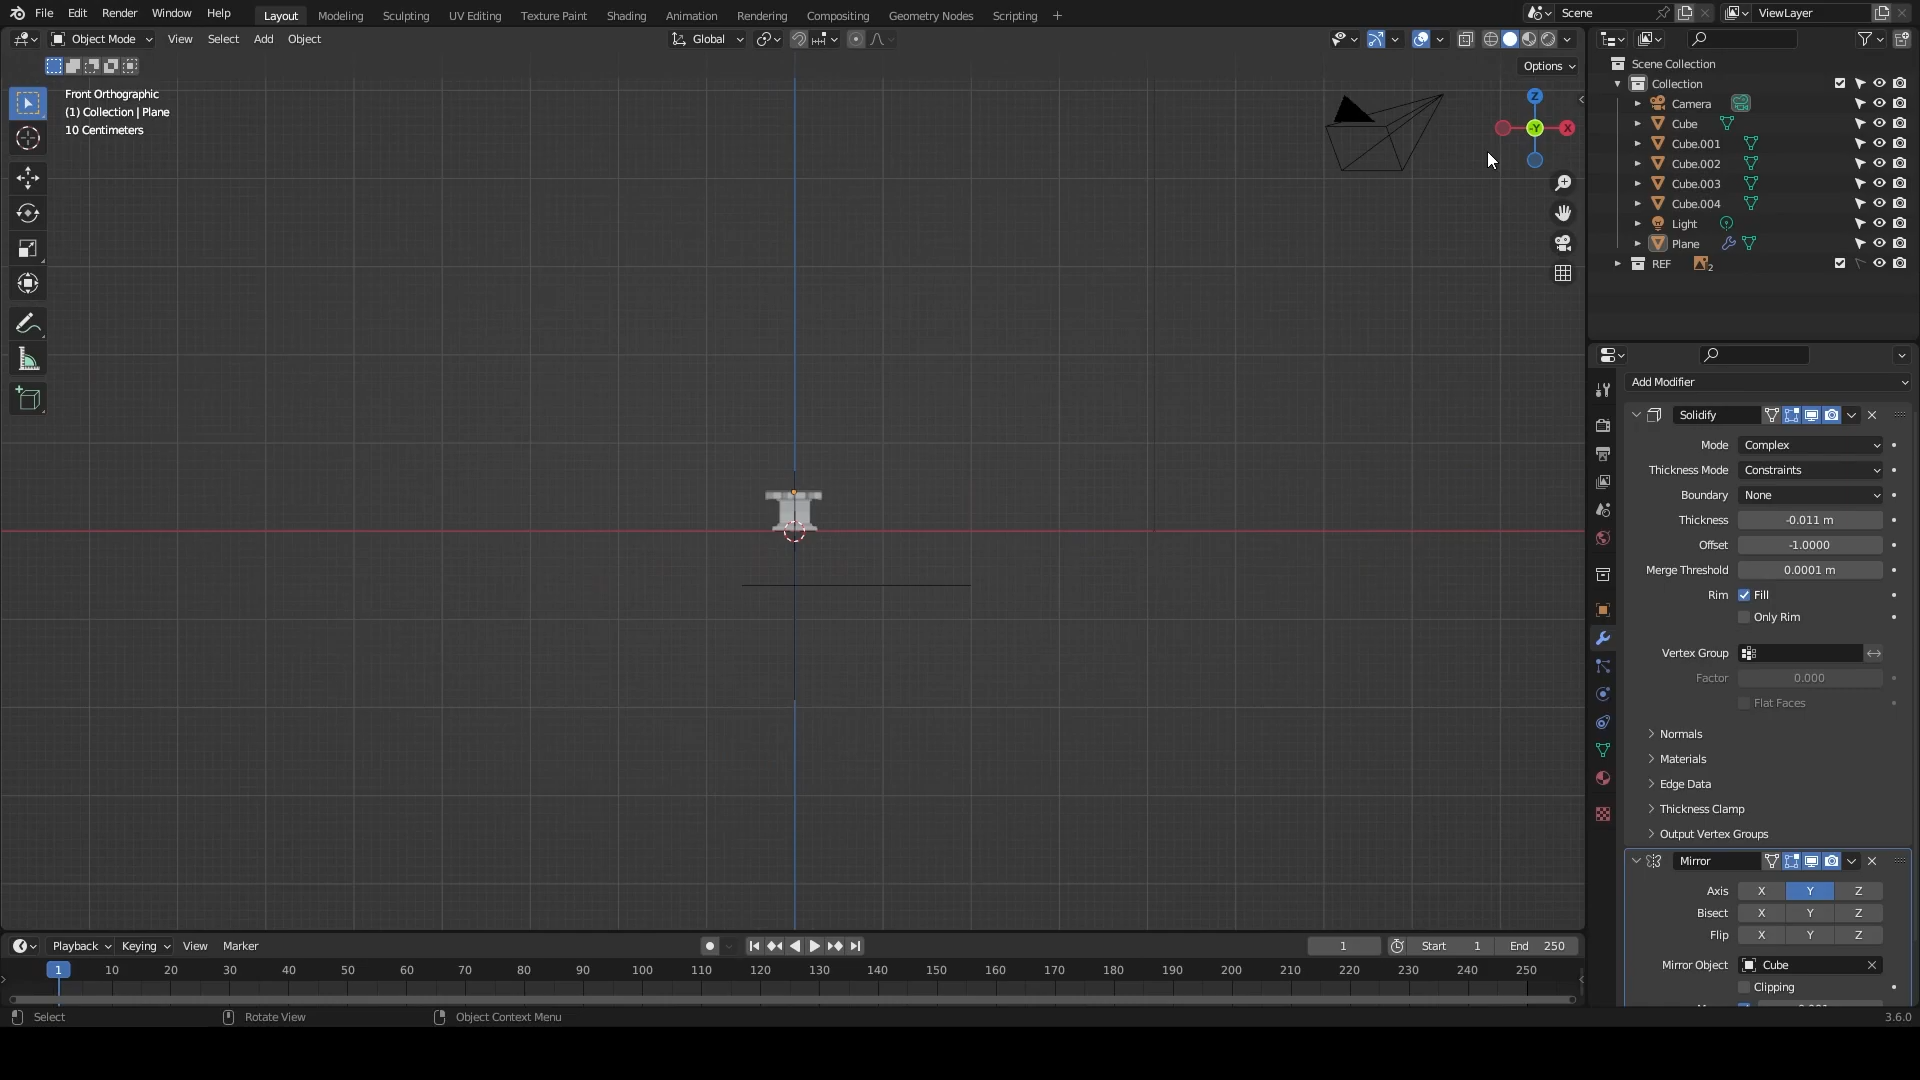 File Edit Render Window Help Layout Modeling Sculpting UV Editing Texture Paint Shading Animation Rendering Compositing Geometry Nodes Scripting + Scene ViewLayer
Object Mode View Select Add Object Global
Options
Front Orthographic
(1) Collection | Plane
10 Centimeters
Z
-Y
X
Scene Collection
Collection
Camera
Cube
Cube.001
Cube.002
Cube.003
Cube.004
Light
Plane
REF 2
Add Modifier
Solidify
Mode Complex
Thickness Mode Constraints
Boundary None
Thickness -0.011 m
Offset -1.0000
Merge Threshold 0.0001 m
Rim Fill
Only Rim
Vertex Group
Factor 0.000
Flat Faces
Normals
Materials
Edge Data
Thickness Clamp
Output Vertex Groups
Mirror
Axis X Y Z
Bisect X Y Z
Flip X Y Z
Mirror Object Cube
Clipping
Playback Keying View Marker 1 Start 1 End 250
1 10 20 30 40 50 60 70 80 90 100 110 120 130 140 150 160 170 180 190 200 210 220 230 240 250
Select Rotate View Object Context Menu 3.6.0